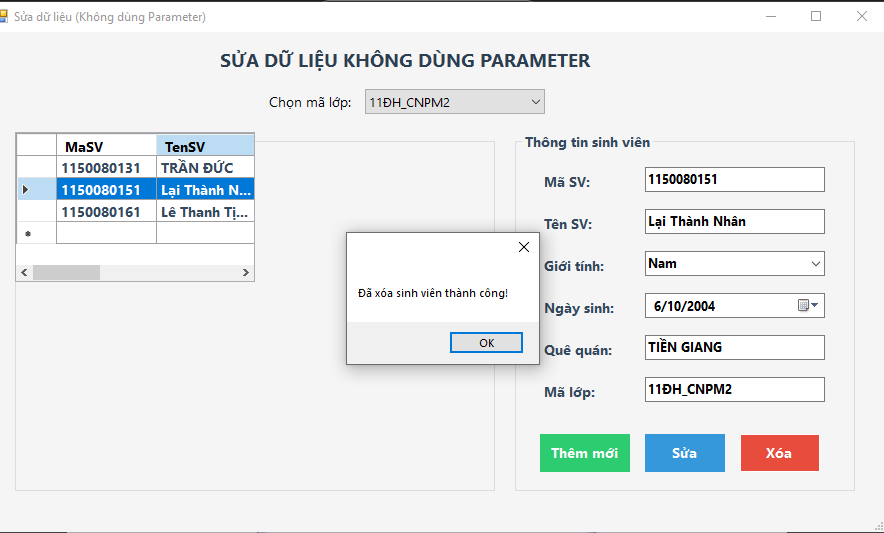 Sửa dữ liệu (Không dùng Parameter)
SỬA DỮ LIỆU KHÔNG DÙNG PARAMETER
Chọn mã lớp: 11ĐH_CNPM2
MaSV TenSV
1150080131 TRẦN ĐỨC
1150080151 Lại Thành N...
1150080161 Lê Thanh Tị...
*
Đã xóa sinh viên thành công!
OK
Thông tin sinh viên
Mã SV: 1150080151
Tên SV: Lại Thành Nhân
Giới tính: Nam
Ngày sinh: 6/10/2004
Quê quán: TIỀN GIANG
Mã lớp: 11ĐH_CNPM2
Thêm mới Sửa Xóa